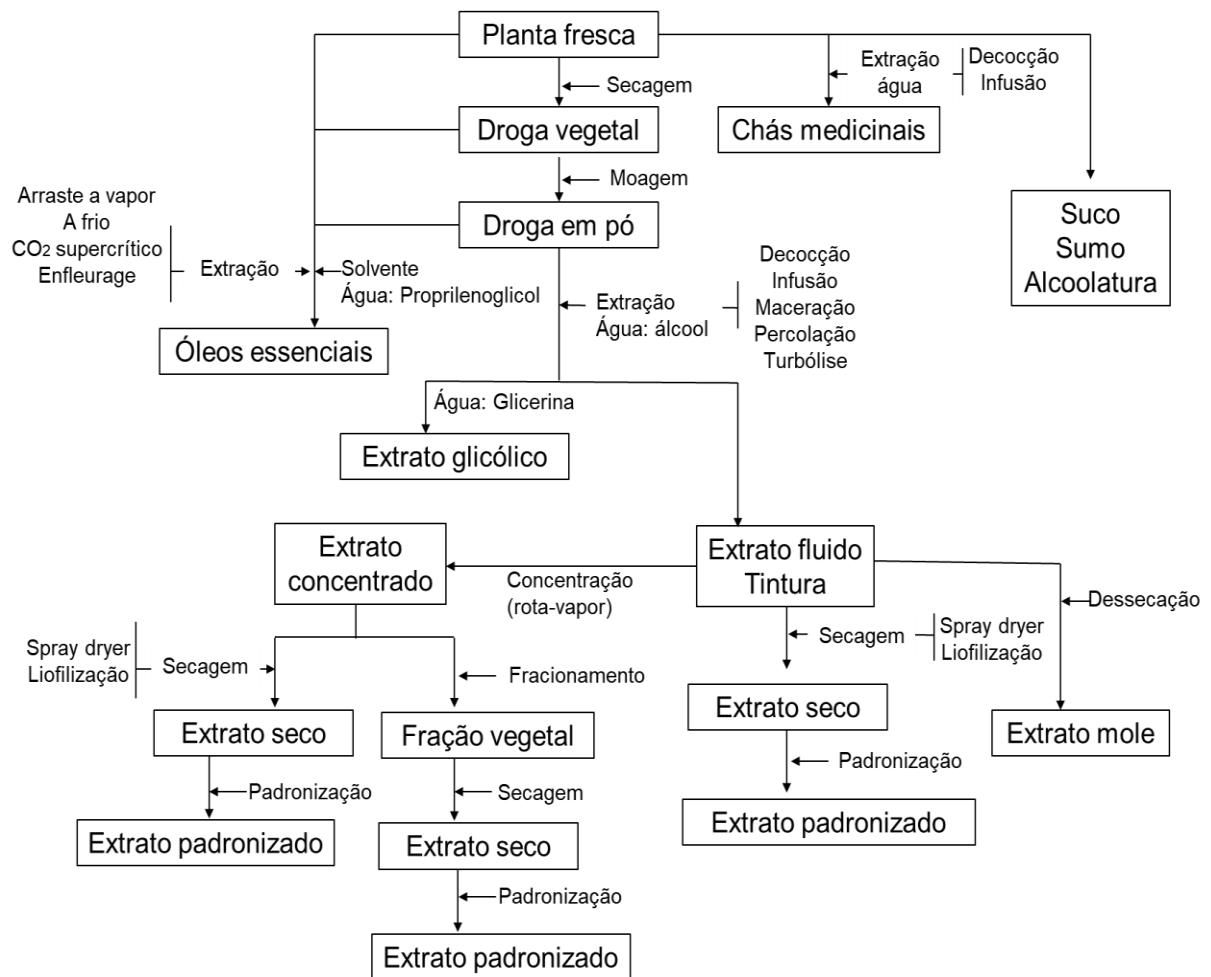 Planta fresca
Secagem
Extração
água
Decocção
Infusão
Droga vegetal
Chás medicinais
Moagem
Arraste a vapor
A frio
CO2 supercrítico
Enfleurage
Droga em pó
Suco
Sumo
Alcoolatura
Extração
Solvente
Água: Proprilenoglicol
Extração
Água: álcool
Decocção
Infusão
Maceração
Percolação
Turbólise
Óleos essenciais
Água: Glicerina
Extrato glicólico
Extrato
concentrado
Concentração
(rota-vapor)
Extrato fluido
Tintura
Dessecação
Spray dryer
Liofilização
Secagem
Fracionamento
Secagem
Spray dryer
Liofilização
Extrato seco
Fração vegetal
Extrato seco
Extrato mole
Padronização
Secagem
Padronização
Extrato padronizado
Extrato seco
Extrato padronizado
Padronização
Extrato padronizado